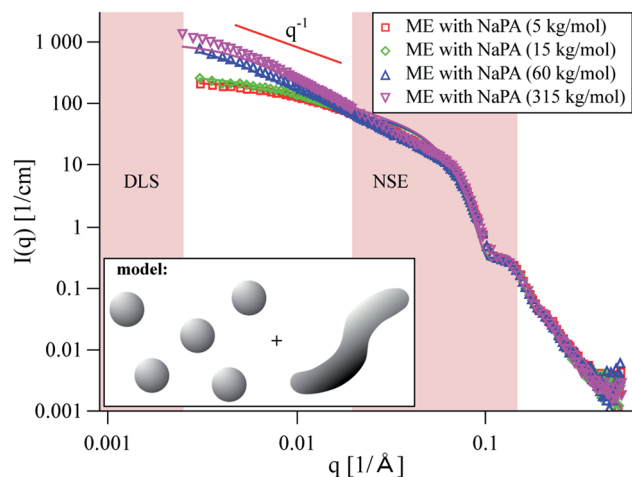 q-1
ME with NaPA (5 kg/mol)
ME with NaPA (15 kg/mol)
ME with NaPA (60 kg/mol)
ME with NaPA (315 kg/mol)
1 000
100
10
1
0.1
0.01
0.001
I(q) [1/cm]
DLS
NSE
model:
+
0.001
0.01
0.1
q [1/Å]